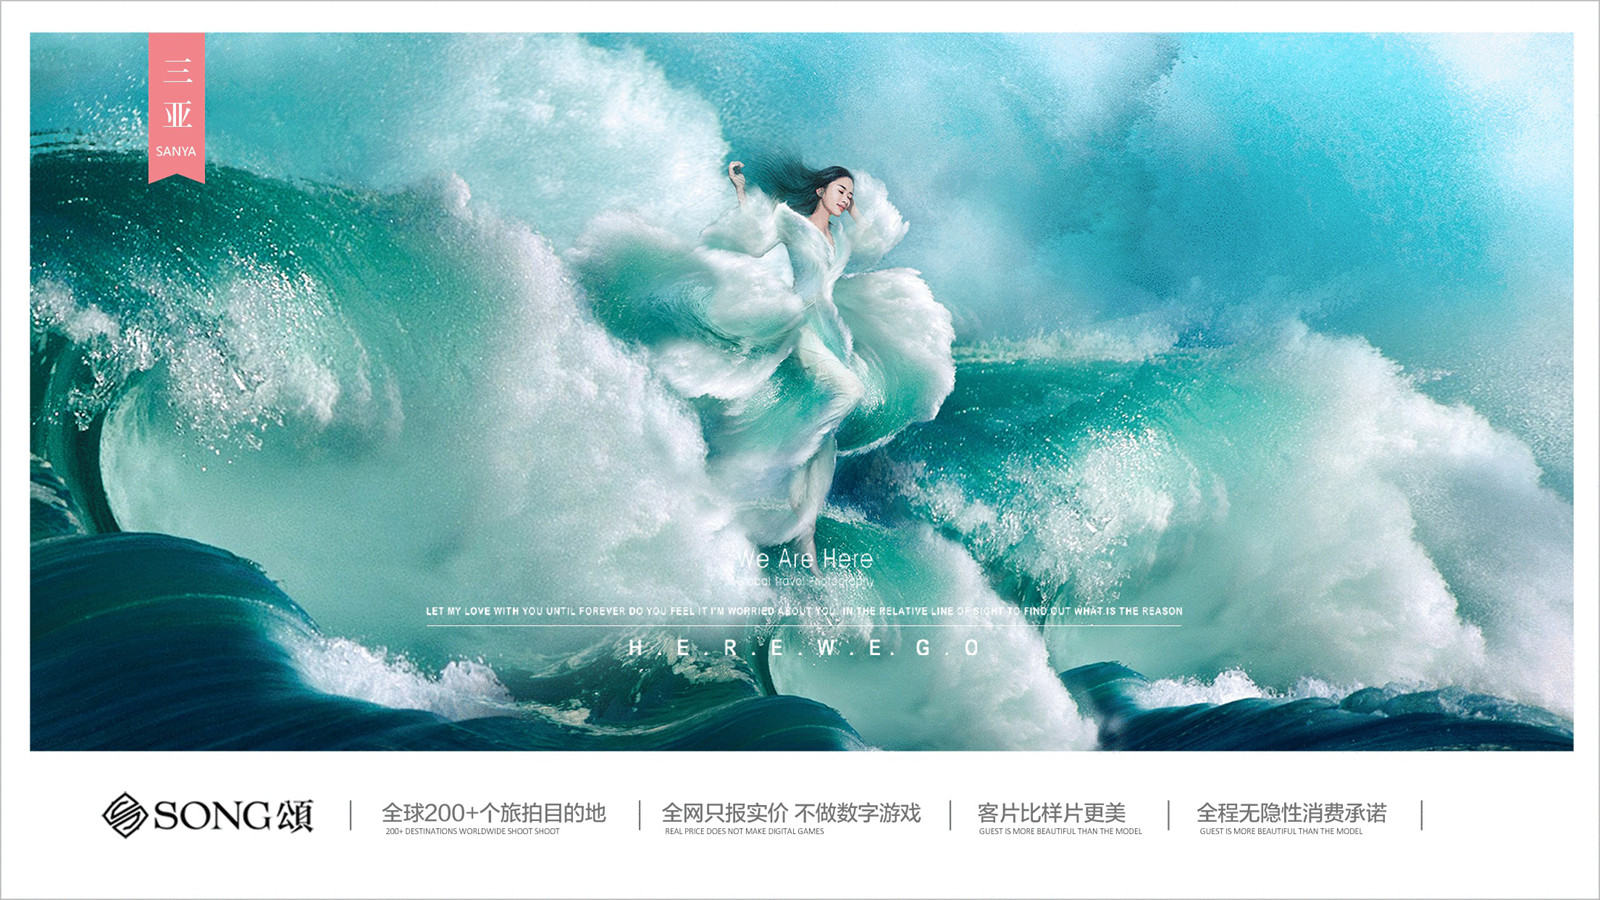 三
亚
SANYA
We Are Here
Global Travel Photography
LET MY LOVE WITH YOU UNTIL FOREVER DO YOU FEEL IT I'M WORRIED ABOUT YOU. IN THE RELATIVE LINE OF SIGHT TO FIND OUT WHAT IS THE REASON
H.E.R.E.W.E.G.O
SONG頌
全球200+个旅拍目的地
200+ DESTINATIONS WORLDWIDE SHOOT SHOOT
全网只报实价 不做数字游戏
REAL PRICE DOES NOT MAKE DIGITAL GAMES
客片比样片更美
GUEST IS MORE BEAUTIFUL THAN THE MODEL
全程无隐性消费承诺
GUEST IS MORE BEAUTIFUL THAN THE MODEL